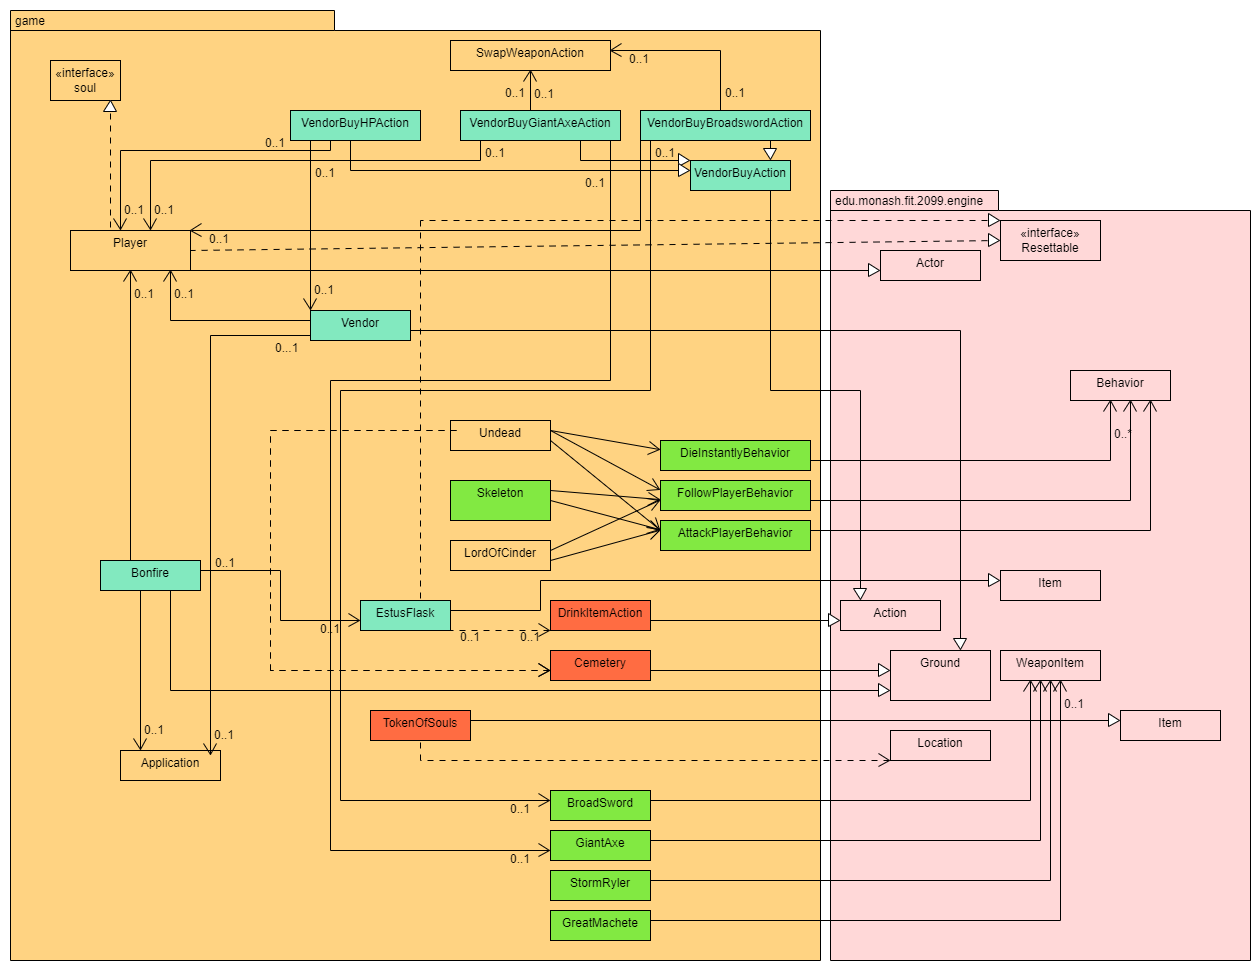 game
SwapWeaponAction
0..1
«interface»
soul
0..1
0..1
0..1
VendorBuyHPAction
VendorBuyGiantAxeAction
VendorBuyBroadswordAction
0..1
0..1
0..1
0..1
VendorBuyAction
0..1
edu.monash.fit.2099.engine
0..1
0..1
Player
0..1
«interface»
Resettable
Actor
0..1
0..1
0..1
Vendor
0...1
Behavior
Undead
0..*
DieInstantlyBehavior
Skeleton
FollowPlayerBehavior
AttackPlayerBehavior
LordOfCinder
0..1
Bonfire
Item
EstusFlask
DrinkItemAction
Action
0..1
0..1
0..1
Cemetery
Ground
WeaponItem
0..1
TokenOfSouls
Item
0..1
0..1
Location
Application
BroadSword
0..1
GiantAxe
0..1
StormRyler
GreatMachete